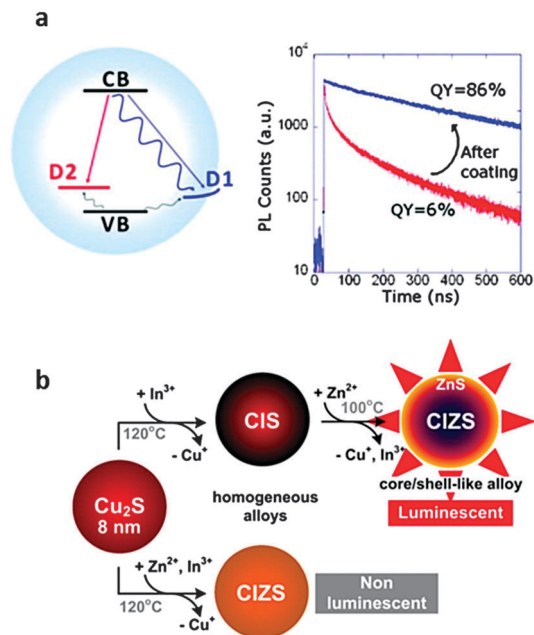 a
CB
D2
D1
VB
PL Counts (a.u.)
10⁴
1000
100
10
QY=86%
After
coating
QY=6%
0 100 200 300 400 500 600
Time (ns)
b
+ In³⁺
120°C
- Cu⁺
CIS
+ Zn²⁺
100°C
- Cu⁺, In³⁺
ZnS
CIZS
core/shell-like alloy
Luminescent
Cu₂S
8 nm
homogeneous
alloys
+ Zn²⁺, In³⁺
120°C
- Cu⁺
CIZS
Non
luminescent